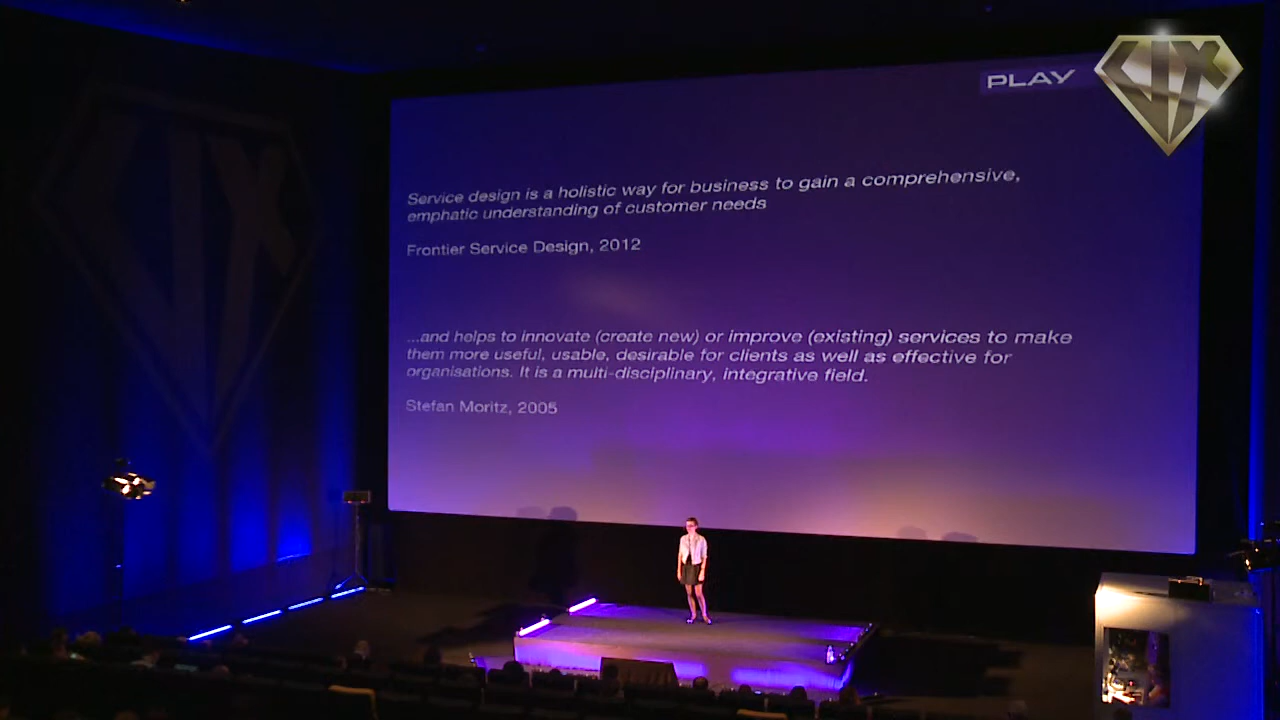 PLAY
UX
Service design is a holistic way for business to gain a comprehensive,
emphatic understanding of customer needs
Frontier Service Design, 2012
...and helps to innovate (create new) or improve (existing) services to make
them more useful, usable, desirable for clients as well as effective for
organisations. It is a multi-disciplinary, integrative field.
Stefan Moritz, 2005